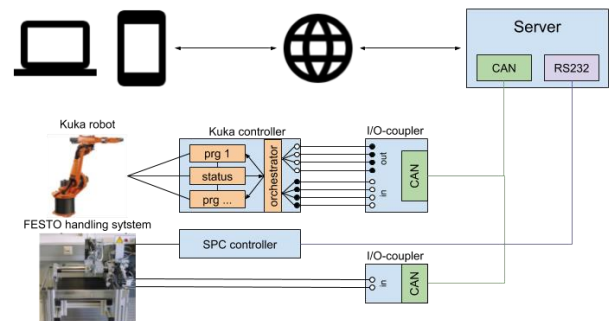 Server
CAN
RS232
Kuka robot
Kuka controller
I/O-coupler
prg 1
status
prg ...
orchestrator
out
in
CAN
FESTO handling sytstem
SPC controller
I/O-coupler
in
CAN